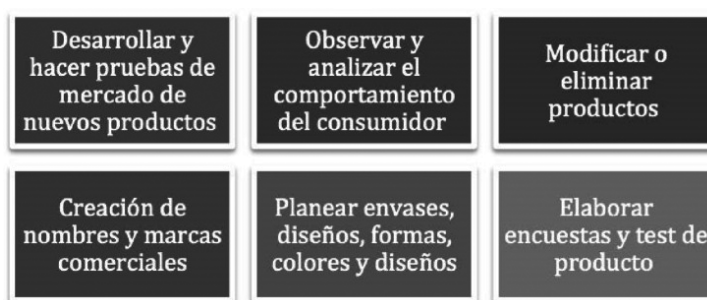 Desarrollar y
hacer pruebas de
mercado de
nuevos productos
Observar y
analizar el
comportamiento
del consumidor
Modificar o
eliminar
productos
Creación de
nombres y marcas
comerciales
Planear envases,
diseños, formas,
colores y diseños
Elaborar
encuestas y test de
producto